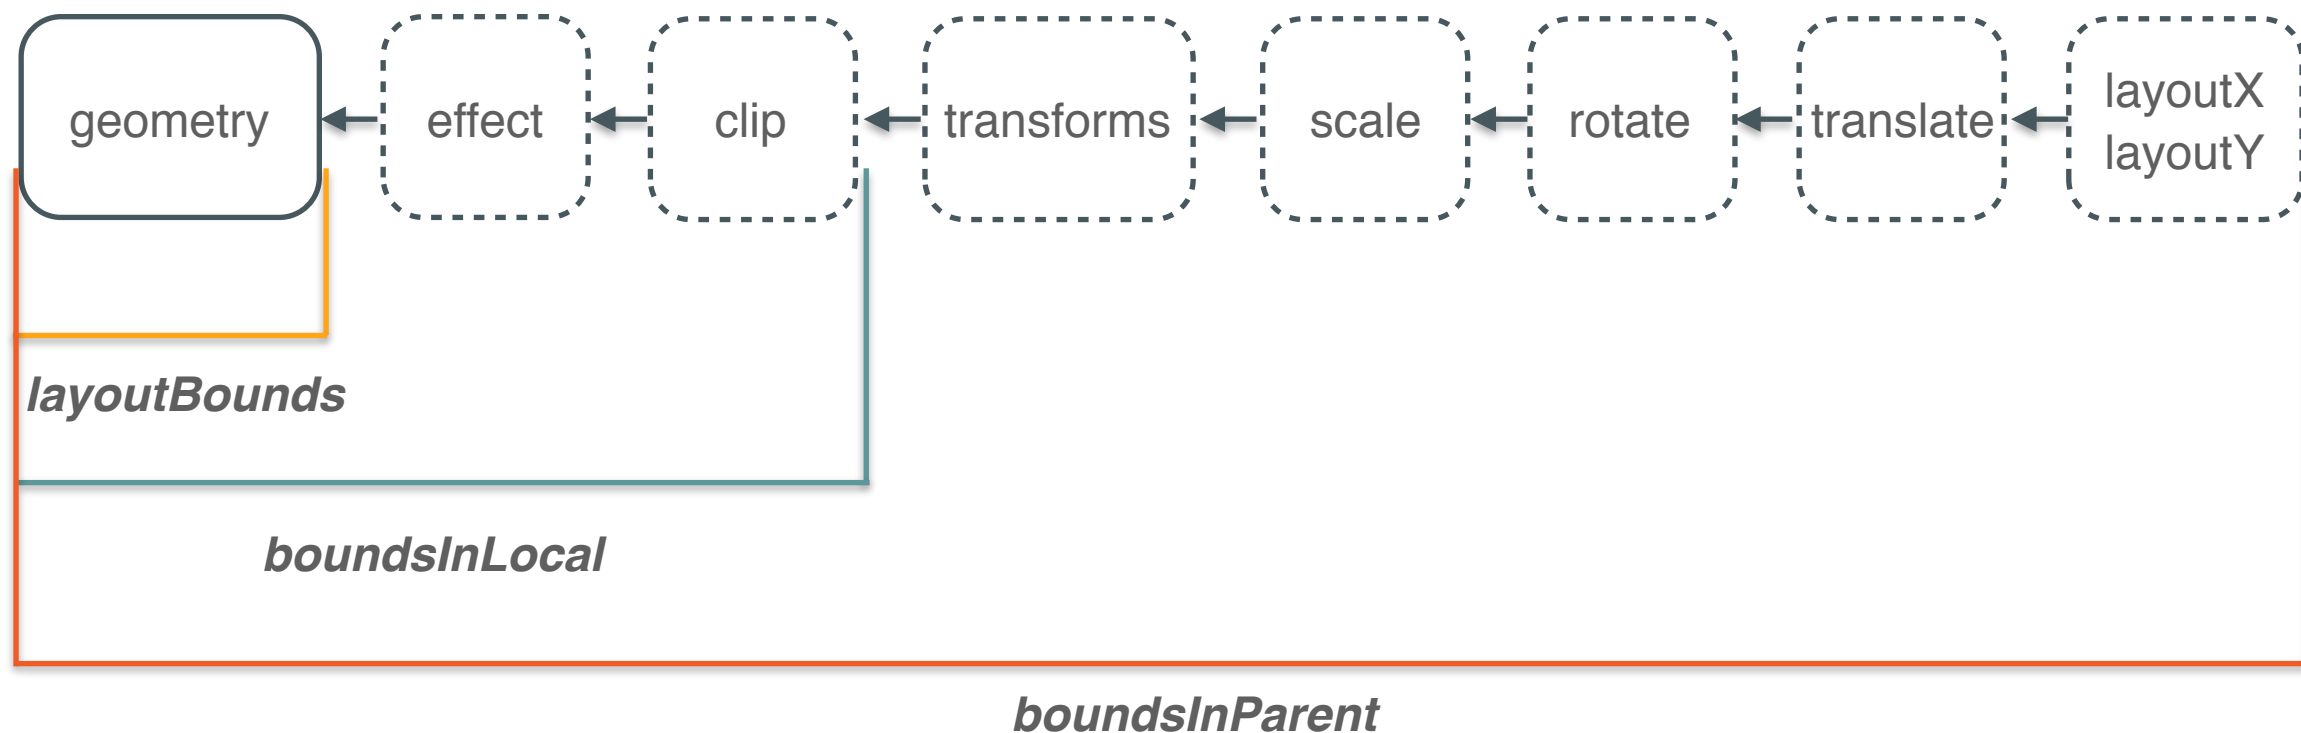 geometry
effect
clip
transforms
scale
rotate
translate
layoutX
layoutY
layoutBounds
boundsInLocal
boundsInParent